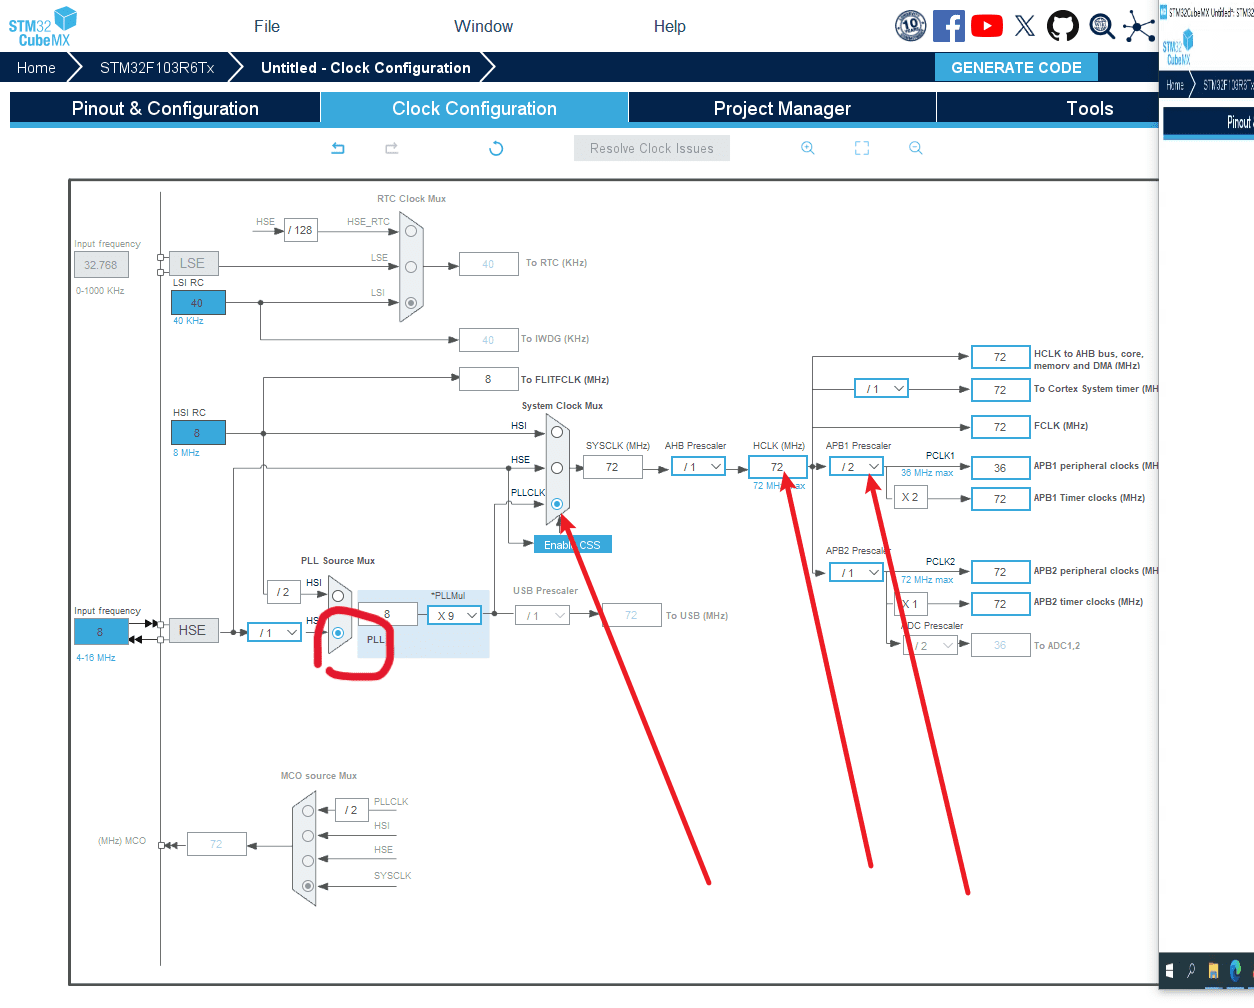 STM32
CubeMX
File
Window
Help
10
Home
STM32F103R6Tx
Untitled - Clock Configuration
GENERATE CODE
Pinout & Configuration
Clock Configuration
Project Manager
Tools
Resolve Clock Issues
RTC Clock Mux
HSE
/ 128
HSE_RTC
Input frequency
32.768
0-1000 KHz
LSE
LSE
40
To RTC (KHz)
LSI RC
40
40 KHz
LSI
40
To IWDG (KHz)
8
To FLITFCLK (MHz)
System Clock Mux
HSI RC
8
8 MHz
HSI
HSE
PLLCLK
Enable CSS
SYSCLK (MHz)
72
AHB Prescaler
/ 1
HCLK (MHz)
72
72 MHz max
72
HCLK to AHB bus, core,
memory and DMA (MHz)
/ 1
72
To Cortex System timer (MH
72
FCLK (MHz)
APB1 Prescaler
/ 2
PCLK1
36 MHz max
36
APB1 peripheral clocks (MH
X 2
72
APB1 Timer clocks (MHz)
APB2 Prescaler
/ 1
PCLK2
72 MHz max
72
APB2 peripheral clocks (MH
X 1
72
APB2 timer clocks (MHz)
ADC Prescaler
/ 2
36
To ADC1,2
PLL Source Mux
/ 2
HSI
Input frequency
8
4-16 MHz
HSE
/ 1
HS
8
*PLLMul
X 9
PLL
USB Prescaler
/ 1
72
To USB (MHz)
MCO source Mux
/ 2
PLLCLK
HSI
HSE
SYSCLK
(MHz) MCO
72
STM32CubeMX Untitled*: STM32
STM32
CubeMX
Home
STM32F103R6Tx
Pinout &